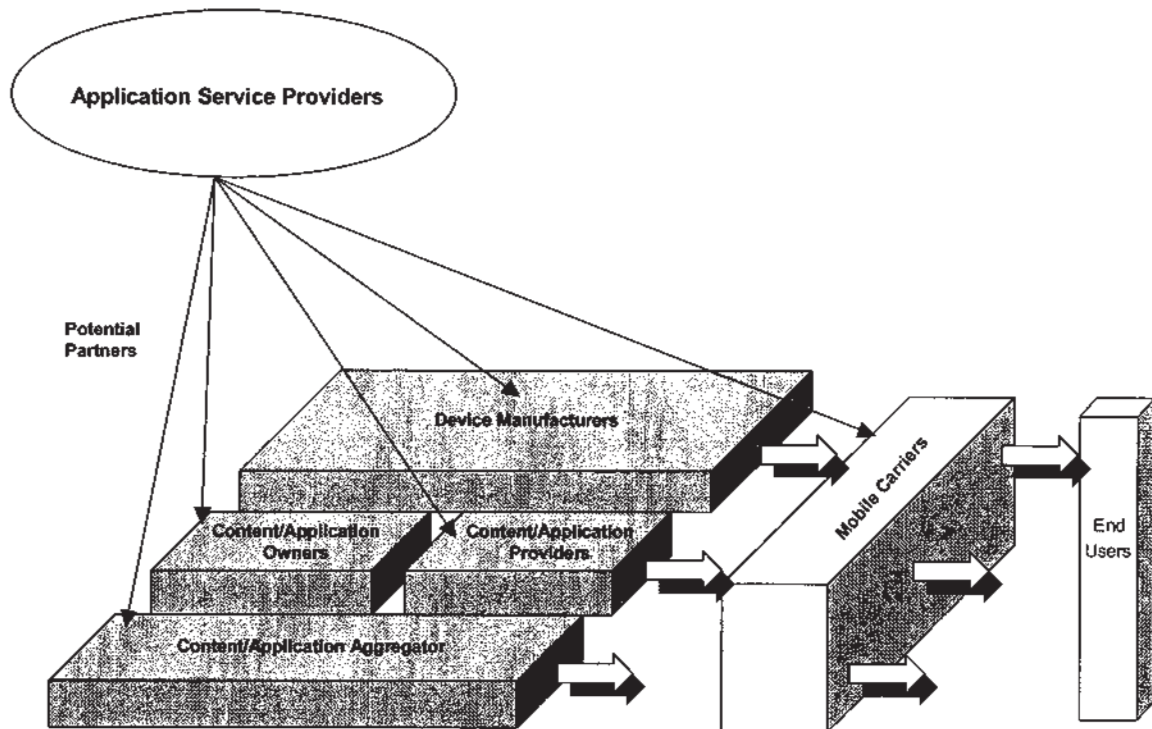 Application Service Providers
Potential
Partners
Device Manufacturers
Mobile Carriers
Content/Application
Owners
Content/Application
Providers
End
Users
Content/Application Aggregator